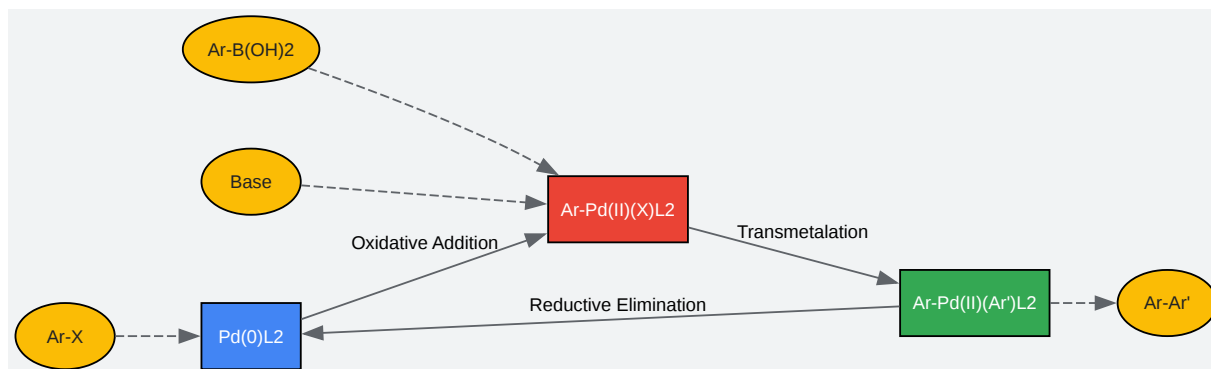 Ar-B(OH)2
Base
Ar-Pd(II)(X)L2
Transmetalation
Oxidative Addition
Ar-Pd(II)(Ar')L2
Ar-Ar'
Reductive Elimination
Ar-X
Pd(0)L2